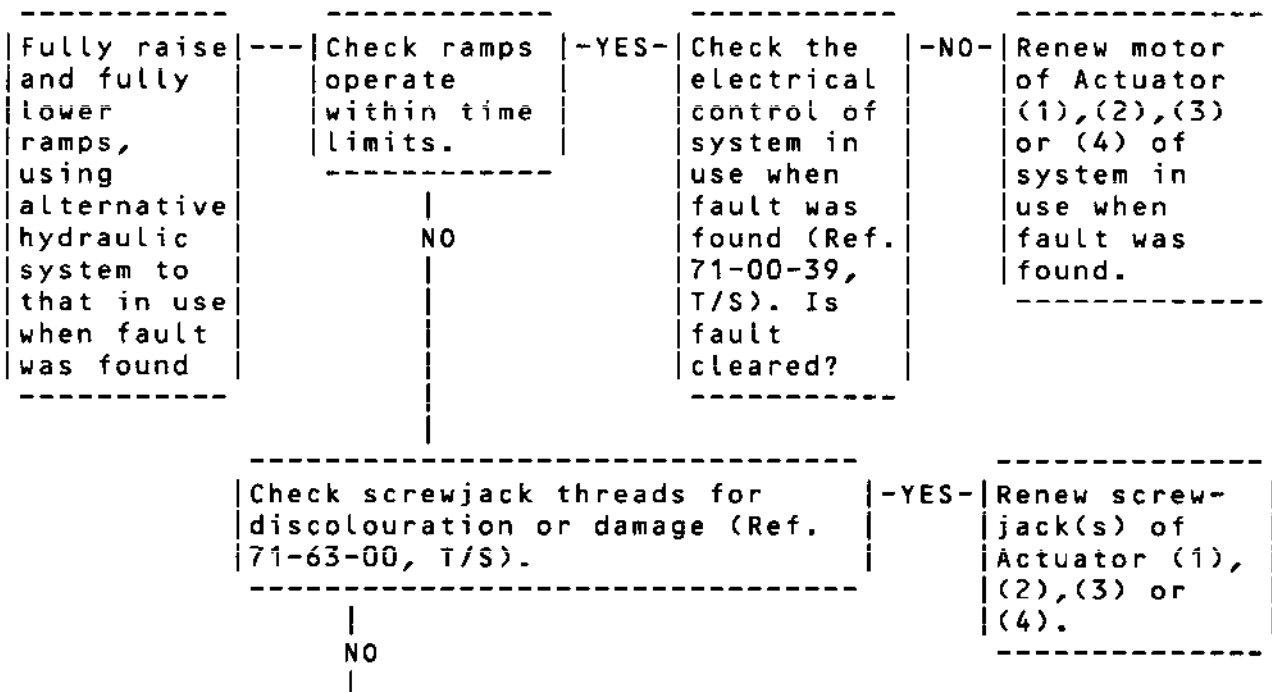 Fully raise
and fully
lower
ramps,
using
alternative
hydraulic
system to
that in use
when fault
was found
Check ramps
operate
within time
limits.
-YES-
Check the
electrical
control of
system in
use when
fault was
found (Ref.
71-00-39,
T/S). Is
fault
cleared?
-NO-
Renew motor
of Actuator
(1),(2),(3)
or (4) of
system in
use when
fault was
found.
NO
Check screwjack threads for
discolouration or damage (Ref.
71-63-00, T/S).
-YES-
Renew screw-
jack(s) of
Actuator (1),
(2),(3) or
(4).
NO